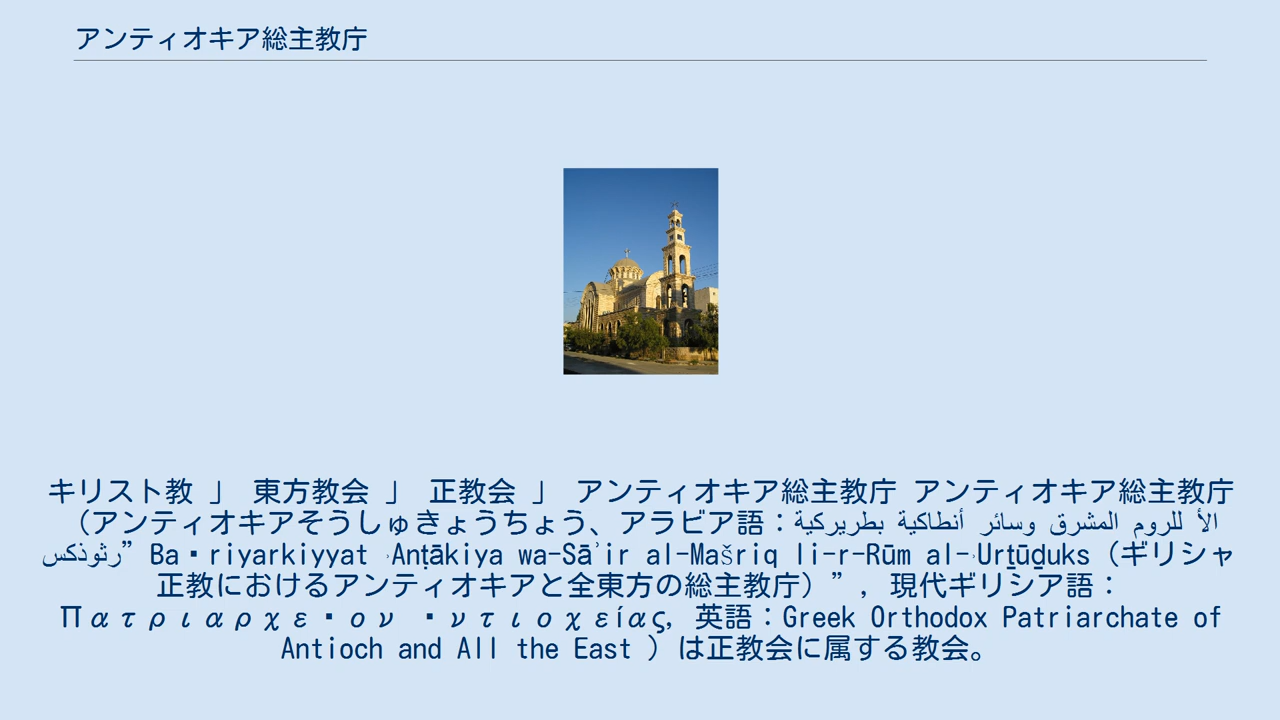 アンティオキア総主教庁
キリスト教 」 東方教会 」 正教会 」 アンティオキア総主教庁 アンティオキア総主教庁
（アンティオキアそうしゅきょうちょう、アラビア語：بطريركية أنطاكية وسائر المشرق للروم الأ
رثوذكس” Ba・riyarkiyyat ʾAnṭākiya wa-Sāʾir al-Mašriq li-r-Rūm al-ʾUrṯūḏuks（ギリシャ
正教におけるアンティオキアと全東方の総主教庁）”, 現代ギリシア語：
Πατριαρχε・ον ・ντιοχείας, 英語：Greek Orthodox Patriarchate of
Antioch and All the East ）は正教会に属する教会。